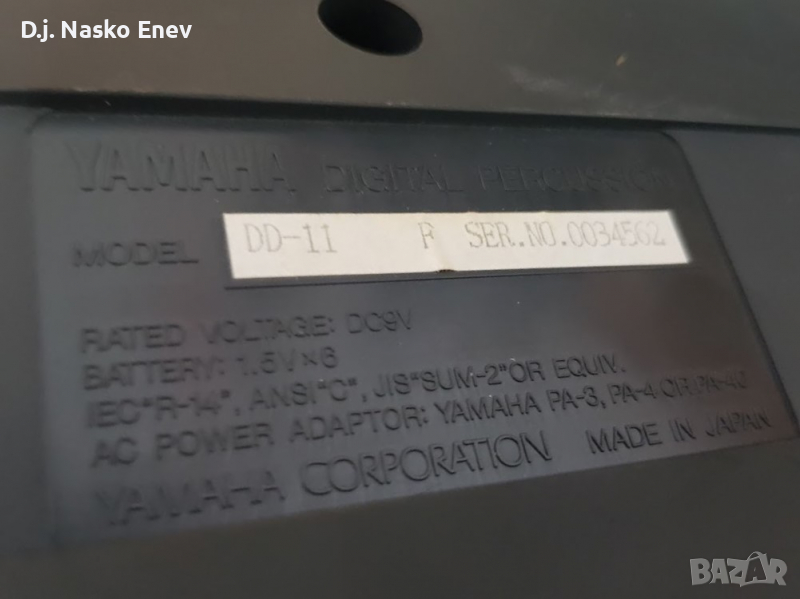 D.j. Nasko Enev
YAMAHA DIGITAL PERCUSSION
MODEL DD-11 F SER.NO.0034562
RATED VOLTAGE: DC9V
BATTERY: 1.5V×6
IEC"R-14", ANSI"C", JIS"SUM-2"OR EQUIV.
AC POWER ADAPTOR: YAMAHA PA-3, PA-4 OR PA-40
YAMAHA CORPORATION MADE IN JAPAN
BAZAR